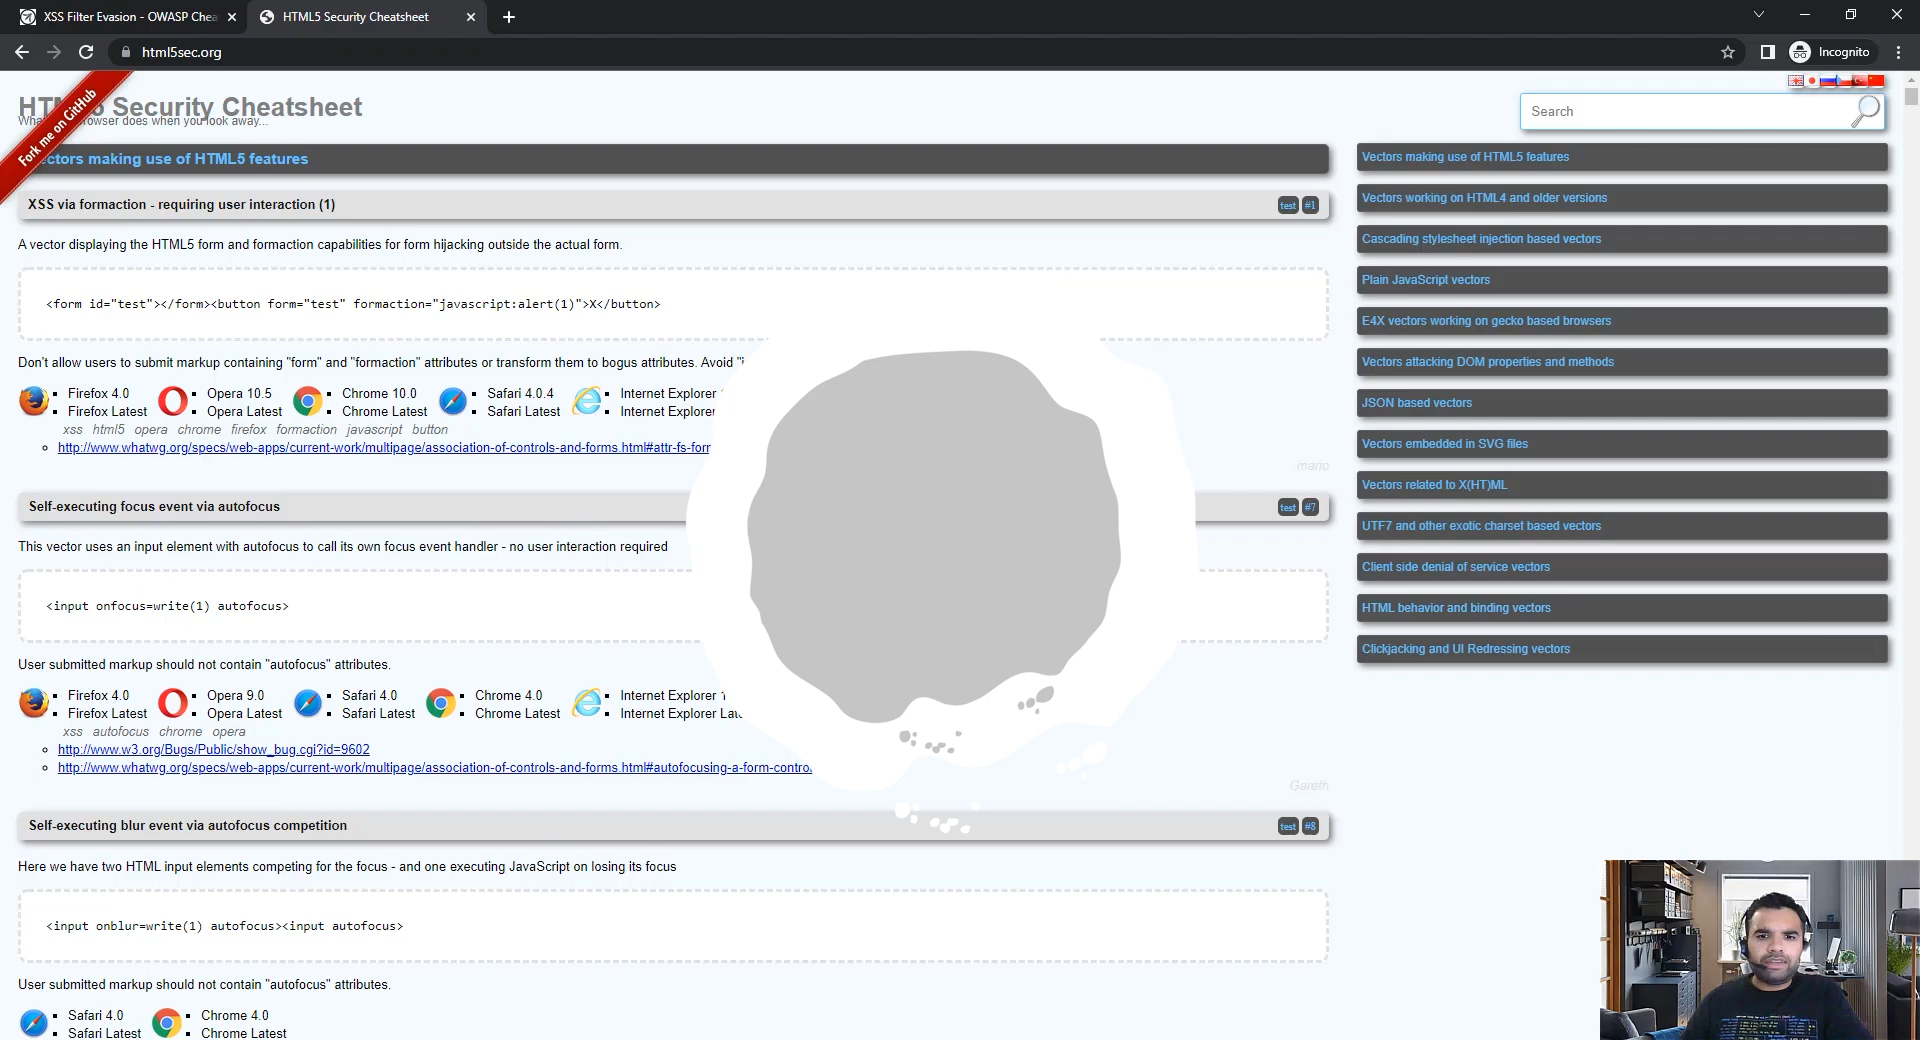 XSS Filter Evasion - OWASP Chea
HTML5 Security Cheatsheet
html5sec.org
Incognito
Fork me on GitHub
Security Cheatsheet
rowser does when you look away...
Search
ectors making use of HTML5 features
XSS via formaction - requiring user interaction (1)
test #1
A vector displaying the HTML5 form and formaction capabilities for form hijacking outside the actual form.
<form id="test"></form><button form="test" formaction="javascript:alert(1)">X</button>
Don't allow users to submit markup containing "form" and "formaction" attributes or transform them to bogus attributes. Avoid
Firefox 4.0
Firefox Latest
Opera 10.5
Opera Latest
Chrome 10.0
Chrome Latest
Safari 4.0.4
Safari Latest
Internet Explorer
Internet Explorer
xss html5 opera chrome firefox formaction javascript button
http://www.whatwg.org/specs/web-apps/current-work/multipage/association-of-controls-and-forms.html#attr-fs-for
mario
Self-executing focus event via autofocus
test #7
This vector uses an input element with autofocus to call its own focus event handler - no user interaction required
<input onfocus=write(1) autofocus>
User submitted markup should not contain "autofocus" attributes.
Firefox 4.0
Firefox Latest
Opera 9.0
Opera Latest
Safari 4.0
Safari Latest
Chrome 4.0
Chrome Latest
Internet Explorer
Internet Explorer
xss autofocus chrome opera
http://www.w3.org/Bugs/Public/show_bug.cgi?id=9602
http://www.whatwg.org/specs/web-apps/current-work/multipage/association-of-controls-and-forms.html#autofocusing-a-form-contro
Gareth
Self-executing blur event via autofocus competition
test #8
Here we have two HTML input elements competing for the focus - and one executing JavaScript on losing its focus
<input onblur=write(1) autofocus><input autofocus>
User submitted markup should not contain "autofocus" attributes.
Safari 4.0
Safari Latest
Chrome 4.0
Chrome Latest
Vectors making use of HTML5 features
Vectors working on HTML4 and older versions
Cascading stylesheet injection based vectors
Plain JavaScript vectors
E4X vectors working on gecko based browsers
Vectors attacking DOM properties and methods
JSON based vectors
Vectors embedded in SVG files
Vectors related to X(HT)ML
UTF7 and other exotic charset based vectors
Client side denial of service vectors
HTML behavior and binding vectors
Clickjacking and UI Redressing vectors